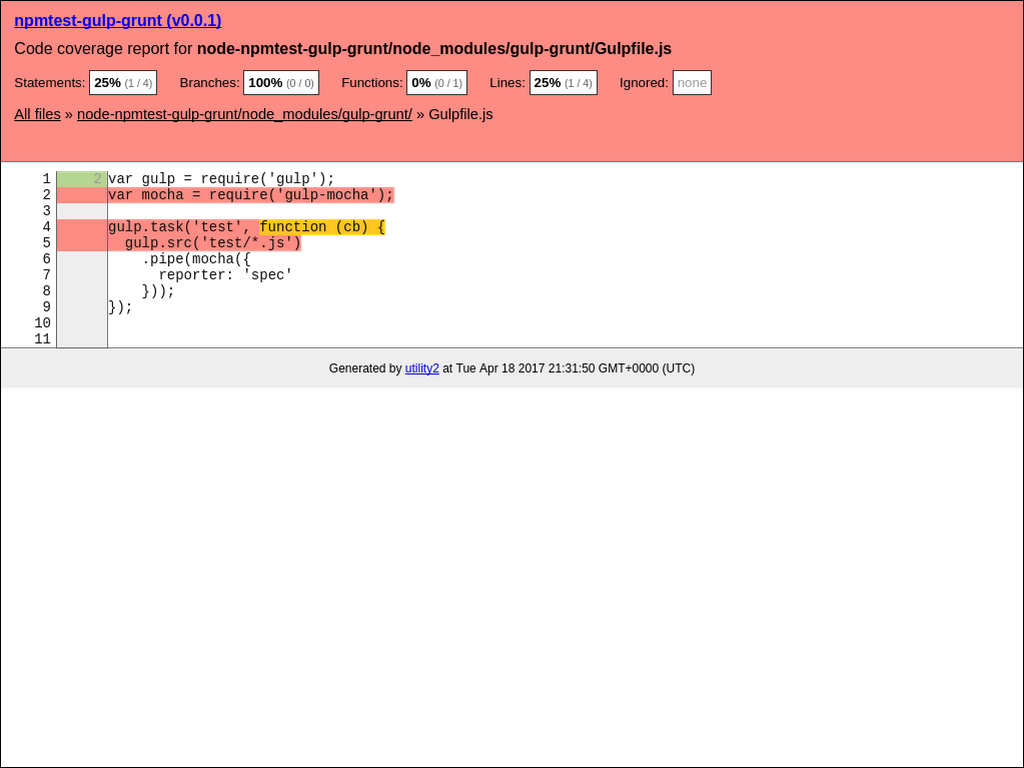 npmtest-gulp-grunt (v0.0.1)
Code coverage report for node-npmtest-gulp-grunt/node_modules/gulp-grunt/Gulpfile.js
Statements: 25% (1 / 4) Branches: 100% (0 / 0) Functions: 0% (0 / 1) Lines: 25% (1 / 4) Ignored: none
All files » node-npmtest-gulp-grunt/node_modules/gulp-grunt/ » Gulpfile.js
1 2 var gulp = require('gulp');
2 var mocha = require('gulp-mocha');
3
4 gulp.task('test', function (cb) {
5   gulp.src('test/*.js')
6     .pipe(mocha({
7       reporter: 'spec'
8     }));
9 });
10
11
Generated by utility2 at Tue Apr 18 2017 21:31:50 GMT+0000 (UTC)